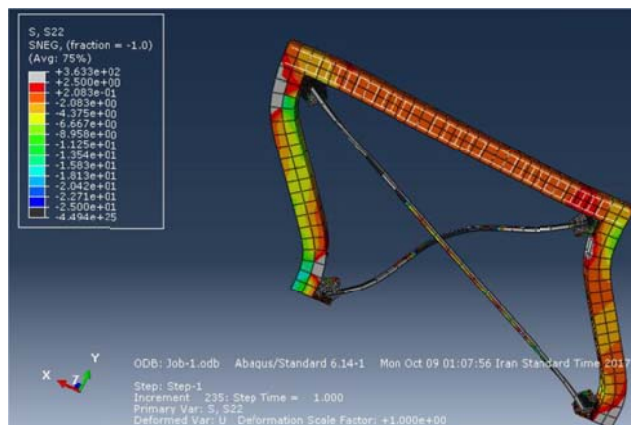 S, S22
SNEG, (fraction = -1.0)
(Avg: 75%)
+3.633e+02
+2.500e+00
+2.083e-01
-2.083e+00
-4.375e+00
-6.667e+00
-8.958e+00
-1.125e+01
-1.354e+01
-1.583e+01
-1.813e+01
-2.042e+01
-2.271e+01
-2.500e+01
-4.494e+25
Y
X
Z
ODB: Job-1.odb Abaqus/Standard 6.14-1 Mon Oct 09 01:07:56 Iran Standard Time 2017
Step: Step-1
Increment 235: Step Time = 1.000
Primary Var: S, S22
Deformed Var: U Deformation Scale Factor: +1.000e+00